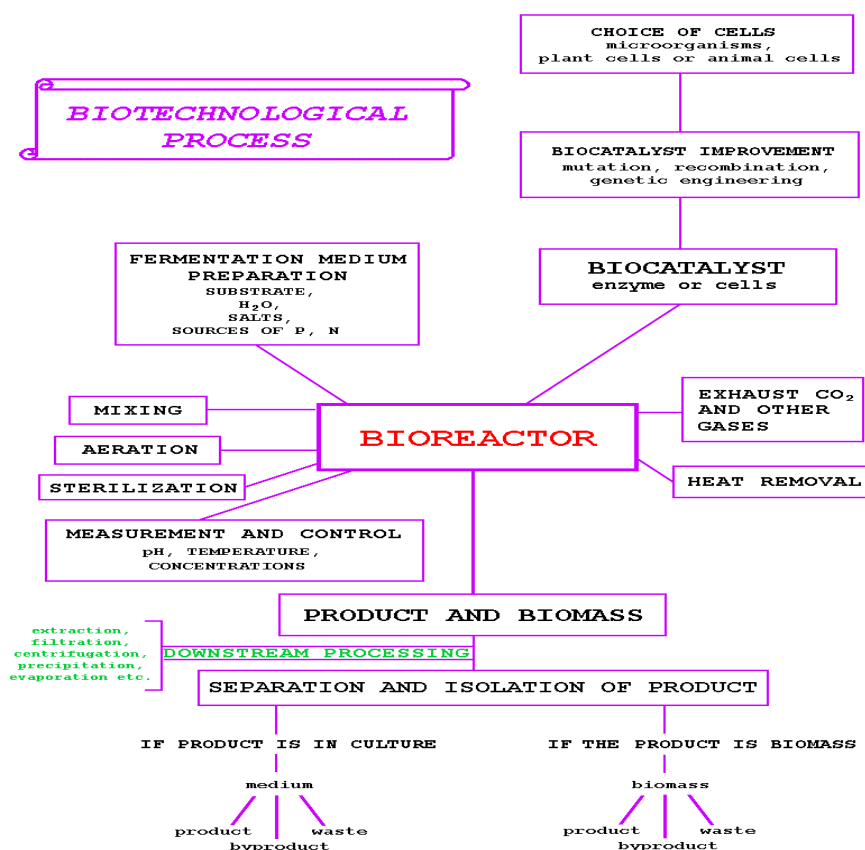 CHOICE OF CELLS
microorganisms,
plant cells or animal cells
BIOTECHNOLOGICAL
PROCESS
BIOCATALYST IMPROVEMENT
mutation, recombination,
genetic engineering
FERMENTATION MEDIUM
PREPARATION
SUBSTRATE,
H₂O,
SALTS,
SOURCES OF P, N
BIOCATALYST
enzyme or cells
MIXING
AERATION
STERILIZATION
MEASUREMENT AND CONTROL
pH, TEMPERATURE,
CONCENTRATIONS
BIOREACTOR
EXHAUST CO₂
AND OTHER
GASES
HEAT REMOVAL
PRODUCT AND BIOMASS
extraction,
filtration,
centrifugation,
precipitation,
evaporation etc.
DOWNSTREAM PROCESSING
SEPARATION AND ISOLATION OF PRODUCT
IF PRODUCT IS IN CULTURE
medium
product
waste
byproduct
IF THE PRODUCT IS BIOMASS
biomass
product
waste
byproduct